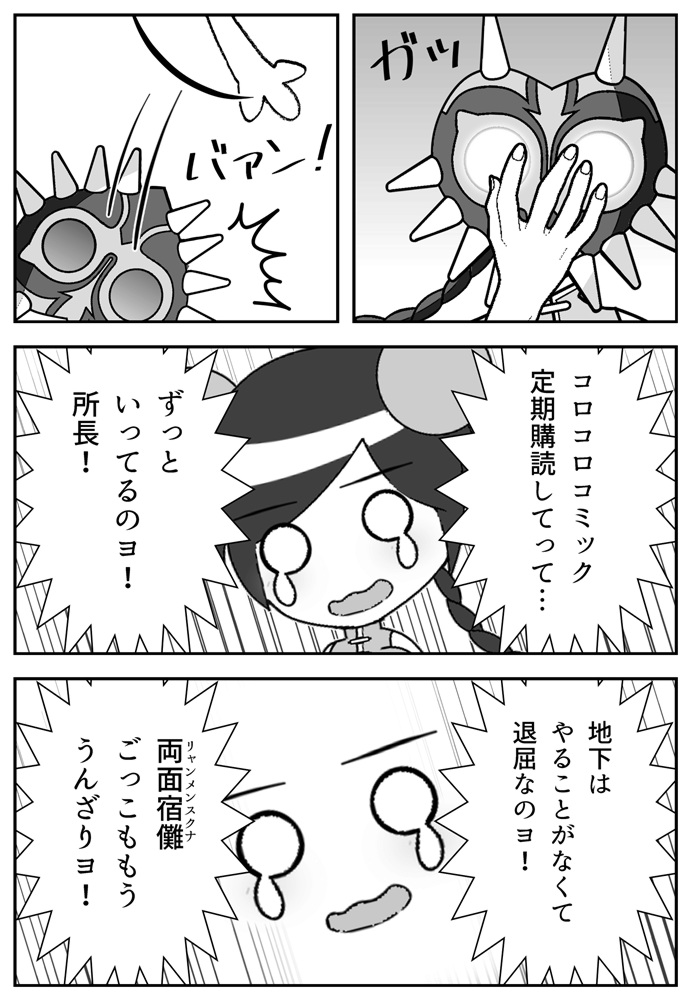 ガッ
バァン！
コロコロコミック
定期購読してって…
ずっと
いってるのヨ！
所長！
地下は
やることがなくて
退屈なのヨ！
両面宿儺
リャンメンスクナ
ごっこももう
うんざりヨ！